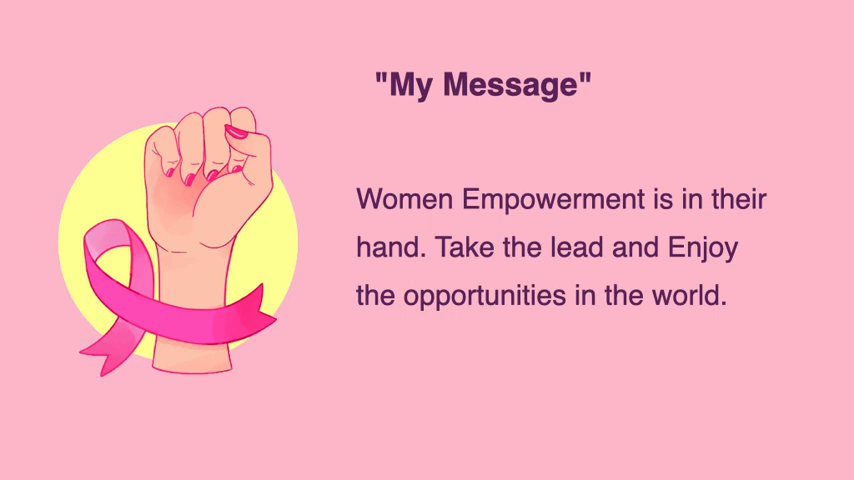 "My Message"
Women Empowerment is in their
hand. Take the lead and Enjoy
the opportunities in the world.